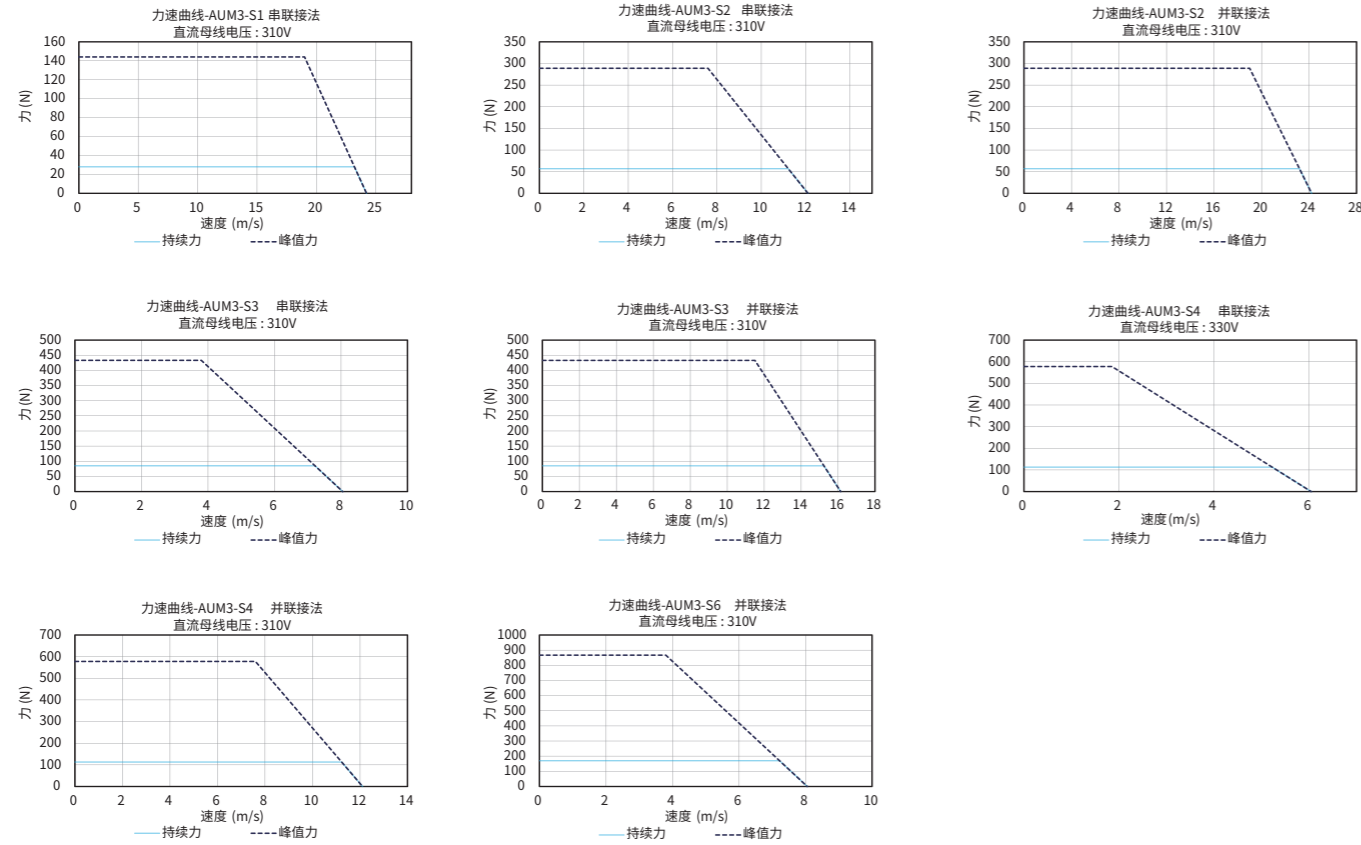 力速曲线-AUM3-S1 串联接法
直流母线电压 : 310V
160
140
120
100
80
60
40
20
0
力 (N)
0 5 10 15 20 25
速度 (m/s)
持续力 峰值力
力速曲线-AUM3-S2 串联接法
直流母线电压 : 310V
350
300
250
200
150
100
50
0
力 (N)
0 2 4 6 8 10 12 14
速度 (m/s)
持续力 峰值力
力速曲线-AUM3-S2 并联接法
直流母线电压 : 310V
350
300
250
200
150
100
50
0
力 (N)
0 4 8 12 16 20 24 28
速度 (m/s)
持续力 峰值力
力速曲线-AUM3-S3 串联接法
直流母线电压 : 310V
500
450
400
350
300
250
200
150
100
50
0
力 (N)
0 2 4 6 8 10
速度 (m/s)
持续力 峰值力
力速曲线-AUM3-S3 并联接法
直流母线电压 : 310V
500
450
400
350
300
250
200
150
100
50
0
力 (N)
0 2 4 6 8 10 12 14 16 18
速度 (m/s)
持续力 峰值力
力速曲线-AUM3-S4 串联接法
直流母线电压 : 330V
700
600
500
400
300
200
100
0
力 (N)
0 2 4 6
速度(m/s)
持续力 峰值力
力速曲线-AUM3-S4 并联接法
直流母线电压 : 310V
700
600
500
400
300
200
100
0
力 (N)
0 2 4 6 8 10 12 14
速度 (m/s)
持续力 峰值力
力速曲线-AUM3-S6 并联接法
直流母线电压 : 310V
1000
900
800
700
600
500
400
300
200
100
0
力 (N)
0 2 4 6 8 10
速度 (m/s)
持续力 峰值力